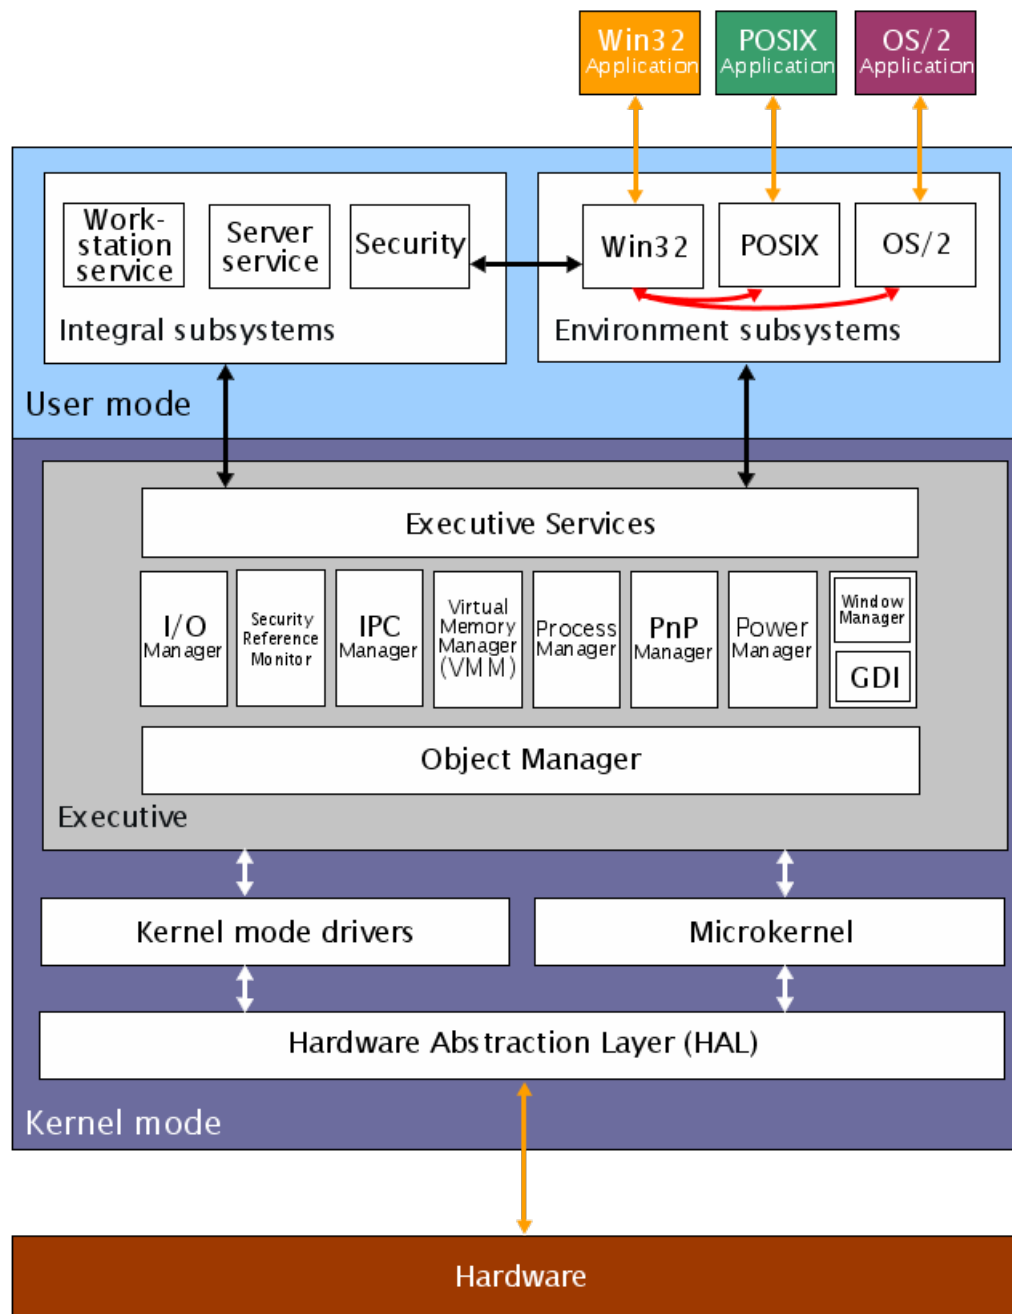 Win32
Application
POSIX
Application
OS/2
Application
Work-
station
service
Server
service
Security
Integral subsystems
Win32
POSIX
OS/2
Environment subsystems
User mode
Executive Services
I/O
Manager
Security
Reference
Monitor
IPC
Manager
Virtual
Memory
Manager
(VMM)
Process
Manager
PnP
Manager
Power
Manager
Window
Manager
GDI
Object Manager
Executive
Kernel mode drivers
Microkernel
Hardware Abstraction Layer (HAL)
Kernel mode
Hardware